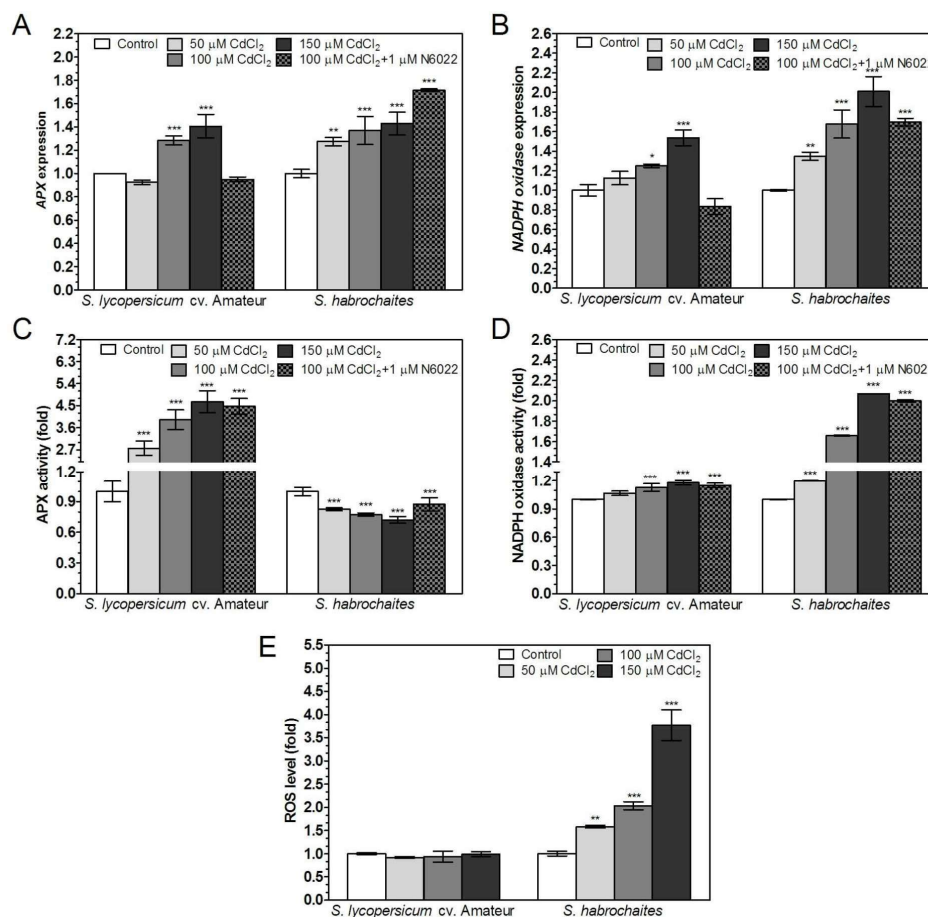 A
Control
50 μM CdCl₂
150 μM CdCl₂
100 μM CdCl₂
100 μM CdCl₂+1 μM N6022
APX expression
2.2
2.0
1.8
1.6
1.4
1.2
1.0
0.8
0.6
0.4
0.2
0.0
***
***
**
***
***
***
S. lycopersicum cv. Amateur
S. habrochaites
B
Control
50 μM CdCl₂
150 μM CdCl₂
100 μM CdCl₂
100 μM CdCl₂+1 μM N602
NADPH oxidase expression
2.6
2.4
2.2
2.0
1.8
1.6
1.4
1.2
1.0
0.8
0.6
0.4
0.2
0.0
*
***
**
***
***
***
S. lycopersicum cv. Amateur
S. habrochaites
C
Control
50 μM CdCl₂
150 μM CdCl₂
100 μM CdCl₂
100 μM CdCl₂+1 μM N6022
APX activity (fold)
7.2
6.3
5.4
4.5
3.6
2.7
1.2
0.9
0.6
0.3
0.0
***
***
***
***
***
***
***
***
S. lycopersicum cv. Amateur
S. habrochaites
D
Control
50 μM CdCl₂
150 μM CdCl₂
100 μM CdCl₂
100 μM CdCl₂+1 μM N602
NADPH oxidase activity (fold)
2.6
2.4
2.2
2.0
1.8
1.6
1.4
1.2
0.9
0.6
0.3
0.0
***
***
***
***
***
***
***
S. lycopersicum cv. Amateur
S. habrochaites
E
Control
100 μM CdCl₂
50 μM CdCl₂
150 μM CdCl₂
ROS level (fold)
5.5
5.0
4.5
4.0
3.5
3.0
2.5
2.0
1.5
1.0
0.5
0.0
**
***
***
S. lycopersicum cv. Amateur
S. habrochaites